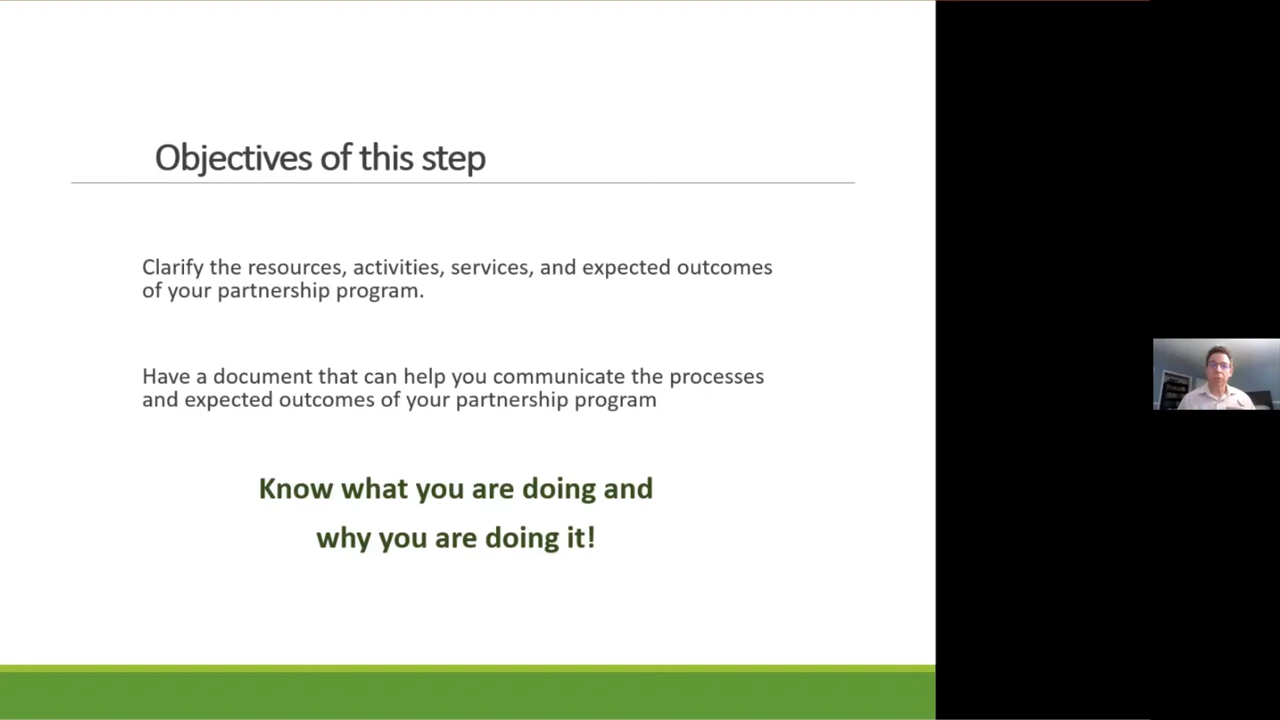 Objectives of this step
Clarify the resources, activities, services, and expected outcomes
of your partnership program.
Have a document that can help you communicate the processes
and expected outcomes of your partnership program
Know what you are doing and
why you are doing it!